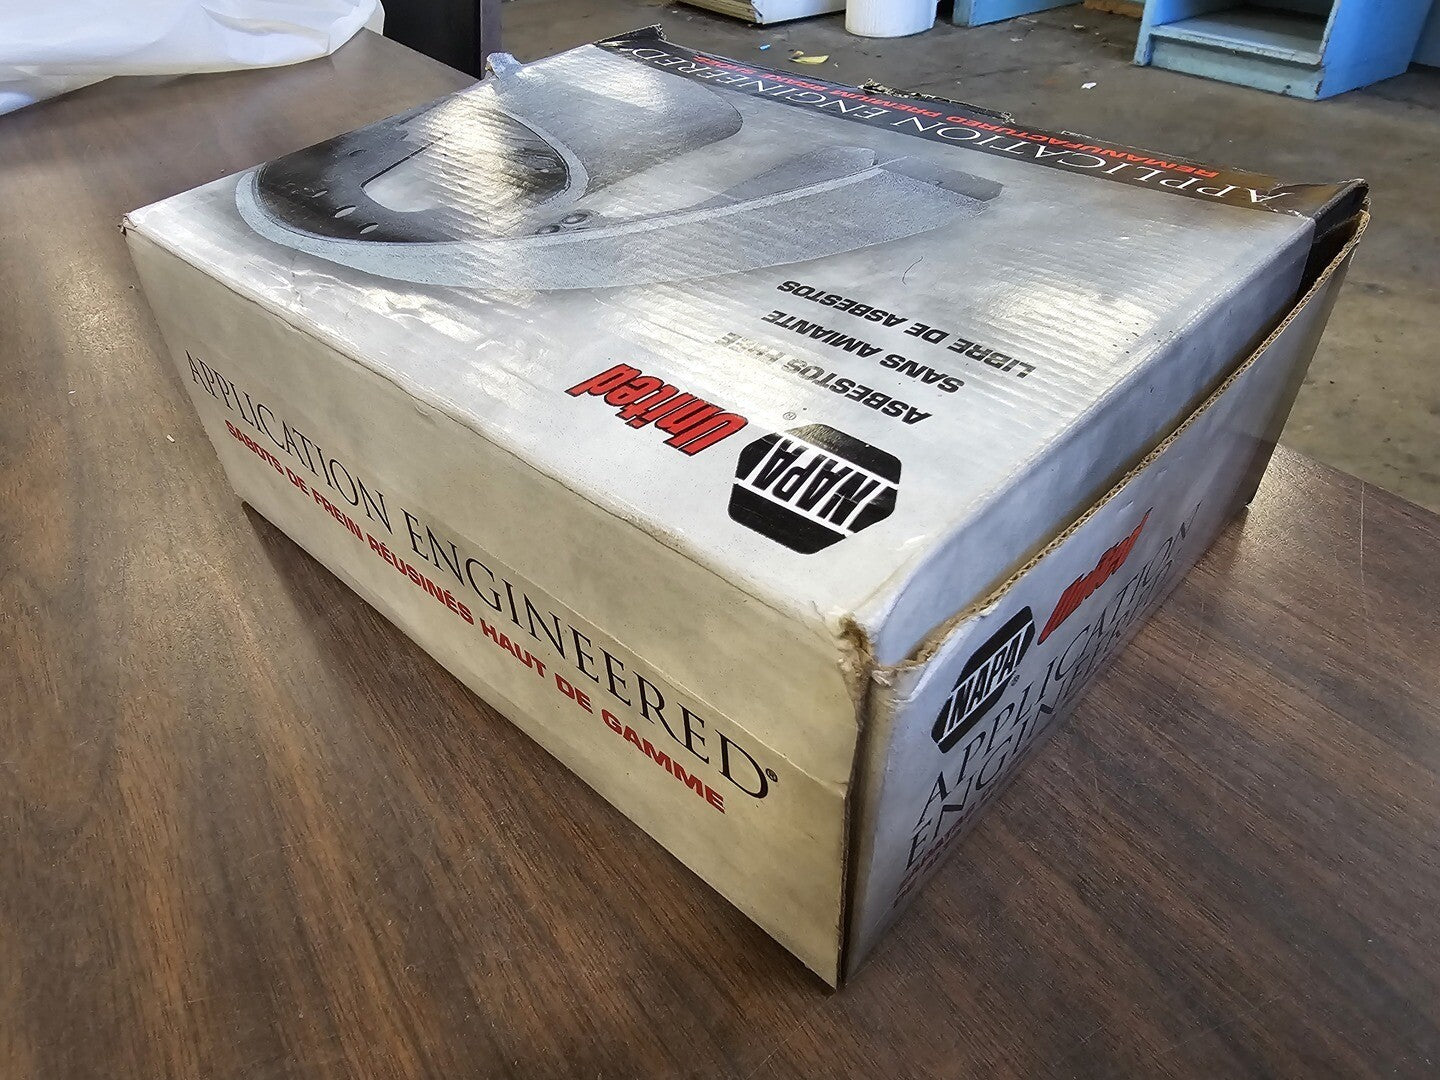 APPLICATION ENGINEERED
REMANUFACTURED PREMIUM BRAKE SHOES
NAPA
United®
ASBESTOS FREE
SANS AMIANTE
LIBRE DE ASBESTOS
APPLICATION ENGINEERED®
SABOTS DE FREIN RÉUSINÉS HAUT DE GAMME
NAPA® United
APPLICATION